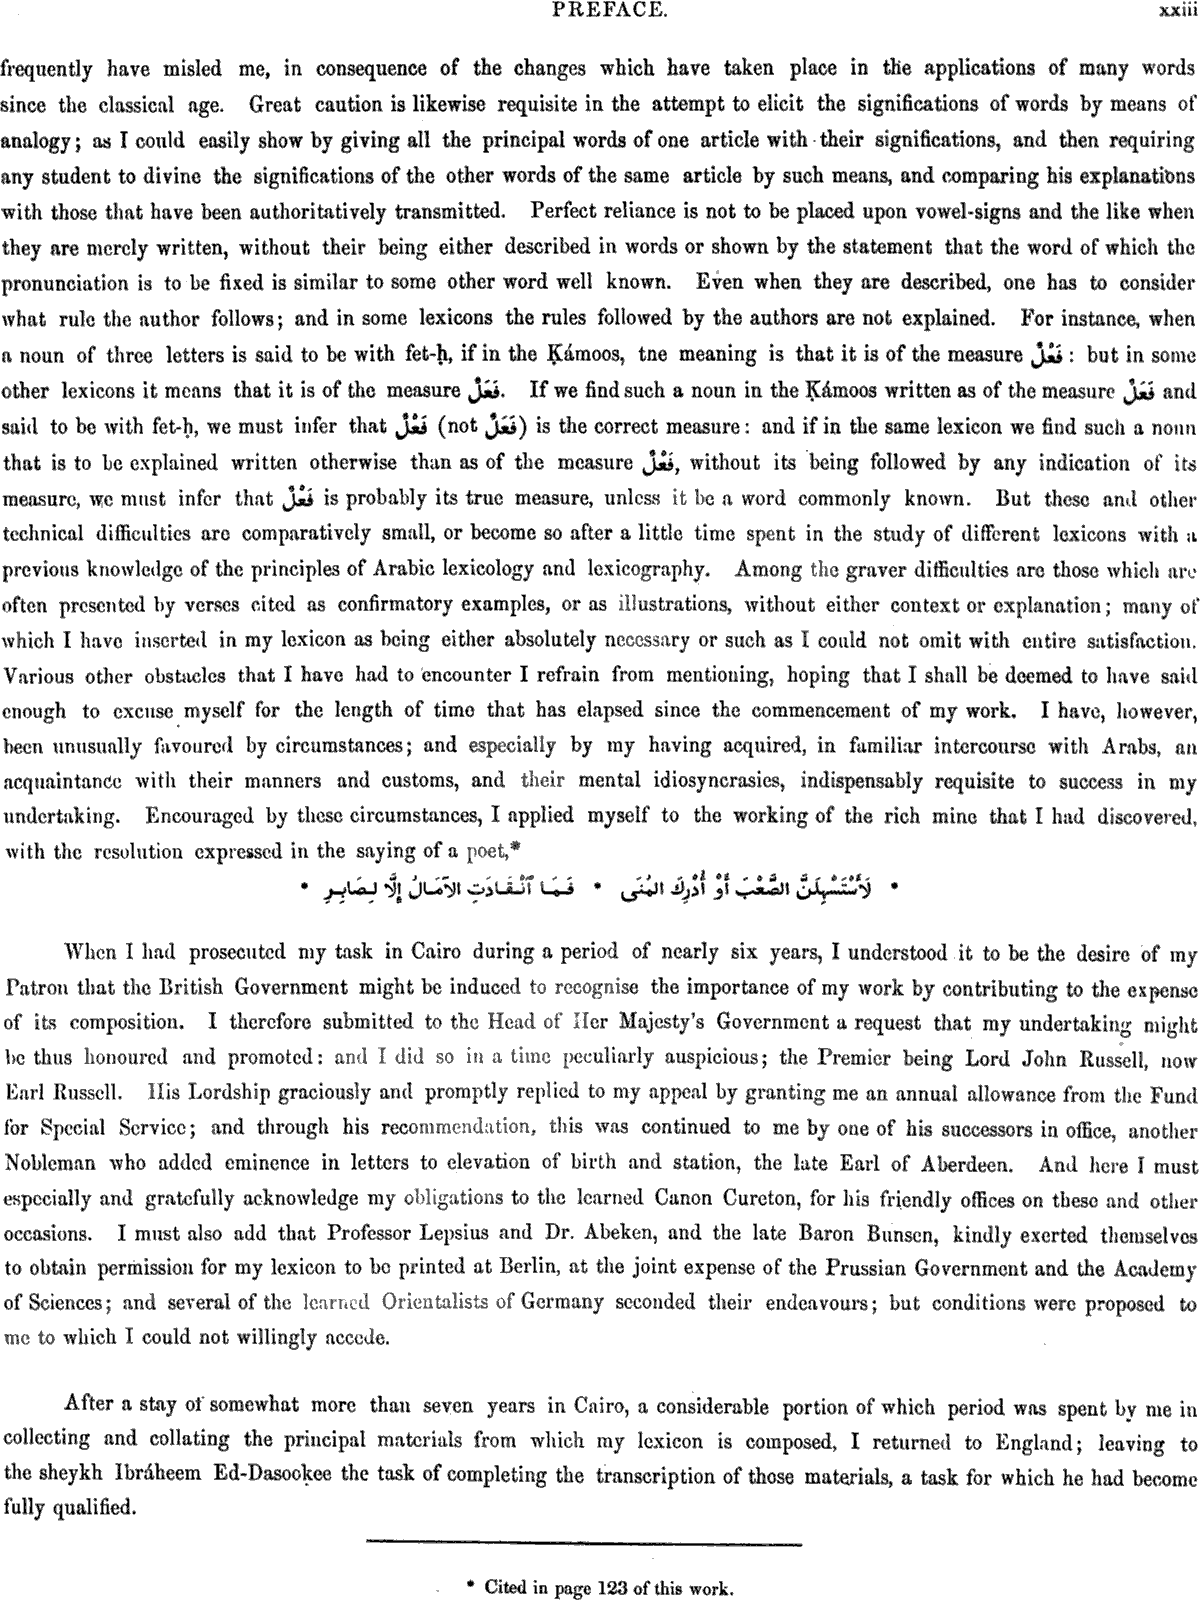 PREFACE. xxiii
frequently have misled me, in consequence of the changes which have taken place in the applications of many words
since the classical age. Great caution is likewise requisite in the attempt to elicit the significations of words by means of
analogy; as I could easily show by giving all the principal words of one article with their significations, and then requiring
any student to divine the significations of the other words of the same article by such means, and comparing his explanations
with those that have been authoritatively transmitted. Perfect reliance is not to be placed upon vowel-signs and the like when
they are merely written, without their being either described in words or shown by the statement that the word of which the
pronunciation is to be fixed is similar to some other word well known. Even when they are described, one has to consider
what rule the author follows; and in some lexicons the rules followed by the authors are not explained. For instance, when
a noun of three letters is said to be with fet-ḥ, if in the Ḳámoos, tne meaning is that it is of the measure فَعْلٌ : but in some
other lexicons it means that it is of the measure فَعَلٌ. If we find such a noun in the Ḳámoos written as of the measure فَعَلٌ and
said to be with fet-ḥ, we must infer that فَعْلٌ (not فَعَلٌ) is the correct measure: and if in the same lexicon we find such a noun
that is to be explained written otherwise than as of the measure فَعْلٌ, without its being followed by any indication of its
measure, we must infer that فَعْلٌ is probably its true measure, unless it be a word commonly known. But these and other
technical difficulties are comparatively small, or become so after a little time spent in the study of different lexicons with a
previous knowledge of the principles of Arabic lexicology and lexicography. Among the graver difficulties are those which are
often presented by verses cited as confirmatory examples, or as illustrations, without either context or explanation; many of
which I have inserted in my lexicon as being either absolutely necessary or such as I could not omit with entire satisfaction.
Various other obstacles that I have had to encounter I refrain from mentioning, hoping that I shall be deemed to have said
enough to excuse myself for the length of time that has elapsed since the commencement of my work. I have, however,
been unusually favoured by circumstances; and especially by my having acquired, in familiar intercourse with Arabs, an
acquaintance with their manners and customs, and their mental idiosyncrasies, indispensably requisite to success in my
undertaking. Encouraged by these circumstances, I applied myself to the working of the rich mine that I had discovered,
with the resolution expressed in the saying of a poet,*
* لَأَسْتَسْهِلَنَّ الصَّعْبَ أَوْ أُدْرِكَ المُنَى * فَمَا ٱنْقَادَتِ الآمَالُ إِلَّا لِصَابِرِ *
When I had prosecuted my task in Cairo during a period of nearly six years, I understood it to be the desire of my
Patron that the British Government might be induced to recognise the importance of my work by contributing to the expense
of its composition. I therefore submitted to the Head of Her Majesty's Government a request that my undertaking might
be thus honoured and promoted: and I did so in a time peculiarly auspicious; the Premier being Lord John Russell, now
Earl Russell. His Lordship graciously and promptly replied to my appeal by granting me an annual allowance from the Fund
for Special Service; and through his recommendation, this was continued to me by one of his successors in office, another
Nobleman who added eminence in letters to elevation of birth and station, the late Earl of Aberdeen. And here I must
especially and gratefully acknowledge my obligations to the learned Canon Cureton, for his friendly offices on these and other
occasions. I must also add that Professor Lepsius and Dr. Abeken, and the late Baron Bunsen, kindly exerted themselves
to obtain permission for my lexicon to be printed at Berlin, at the joint expense of the Prussian Government and the Academy
of Sciences; and several of the learned Orientalists of Germany seconded their endeavours; but conditions were proposed to
me to which I could not willingly accede.
After a stay of somewhat more than seven years in Cairo, a considerable portion of which period was spent by me in
collecting and collating the principal materials from which my lexicon is composed, I returned to England; leaving to
the sheykh Ibráheem Ed-Dasooḳee the task of completing the transcription of those materials, a task for which he had become
fully qualified.
* Cited in page 123 of this work.